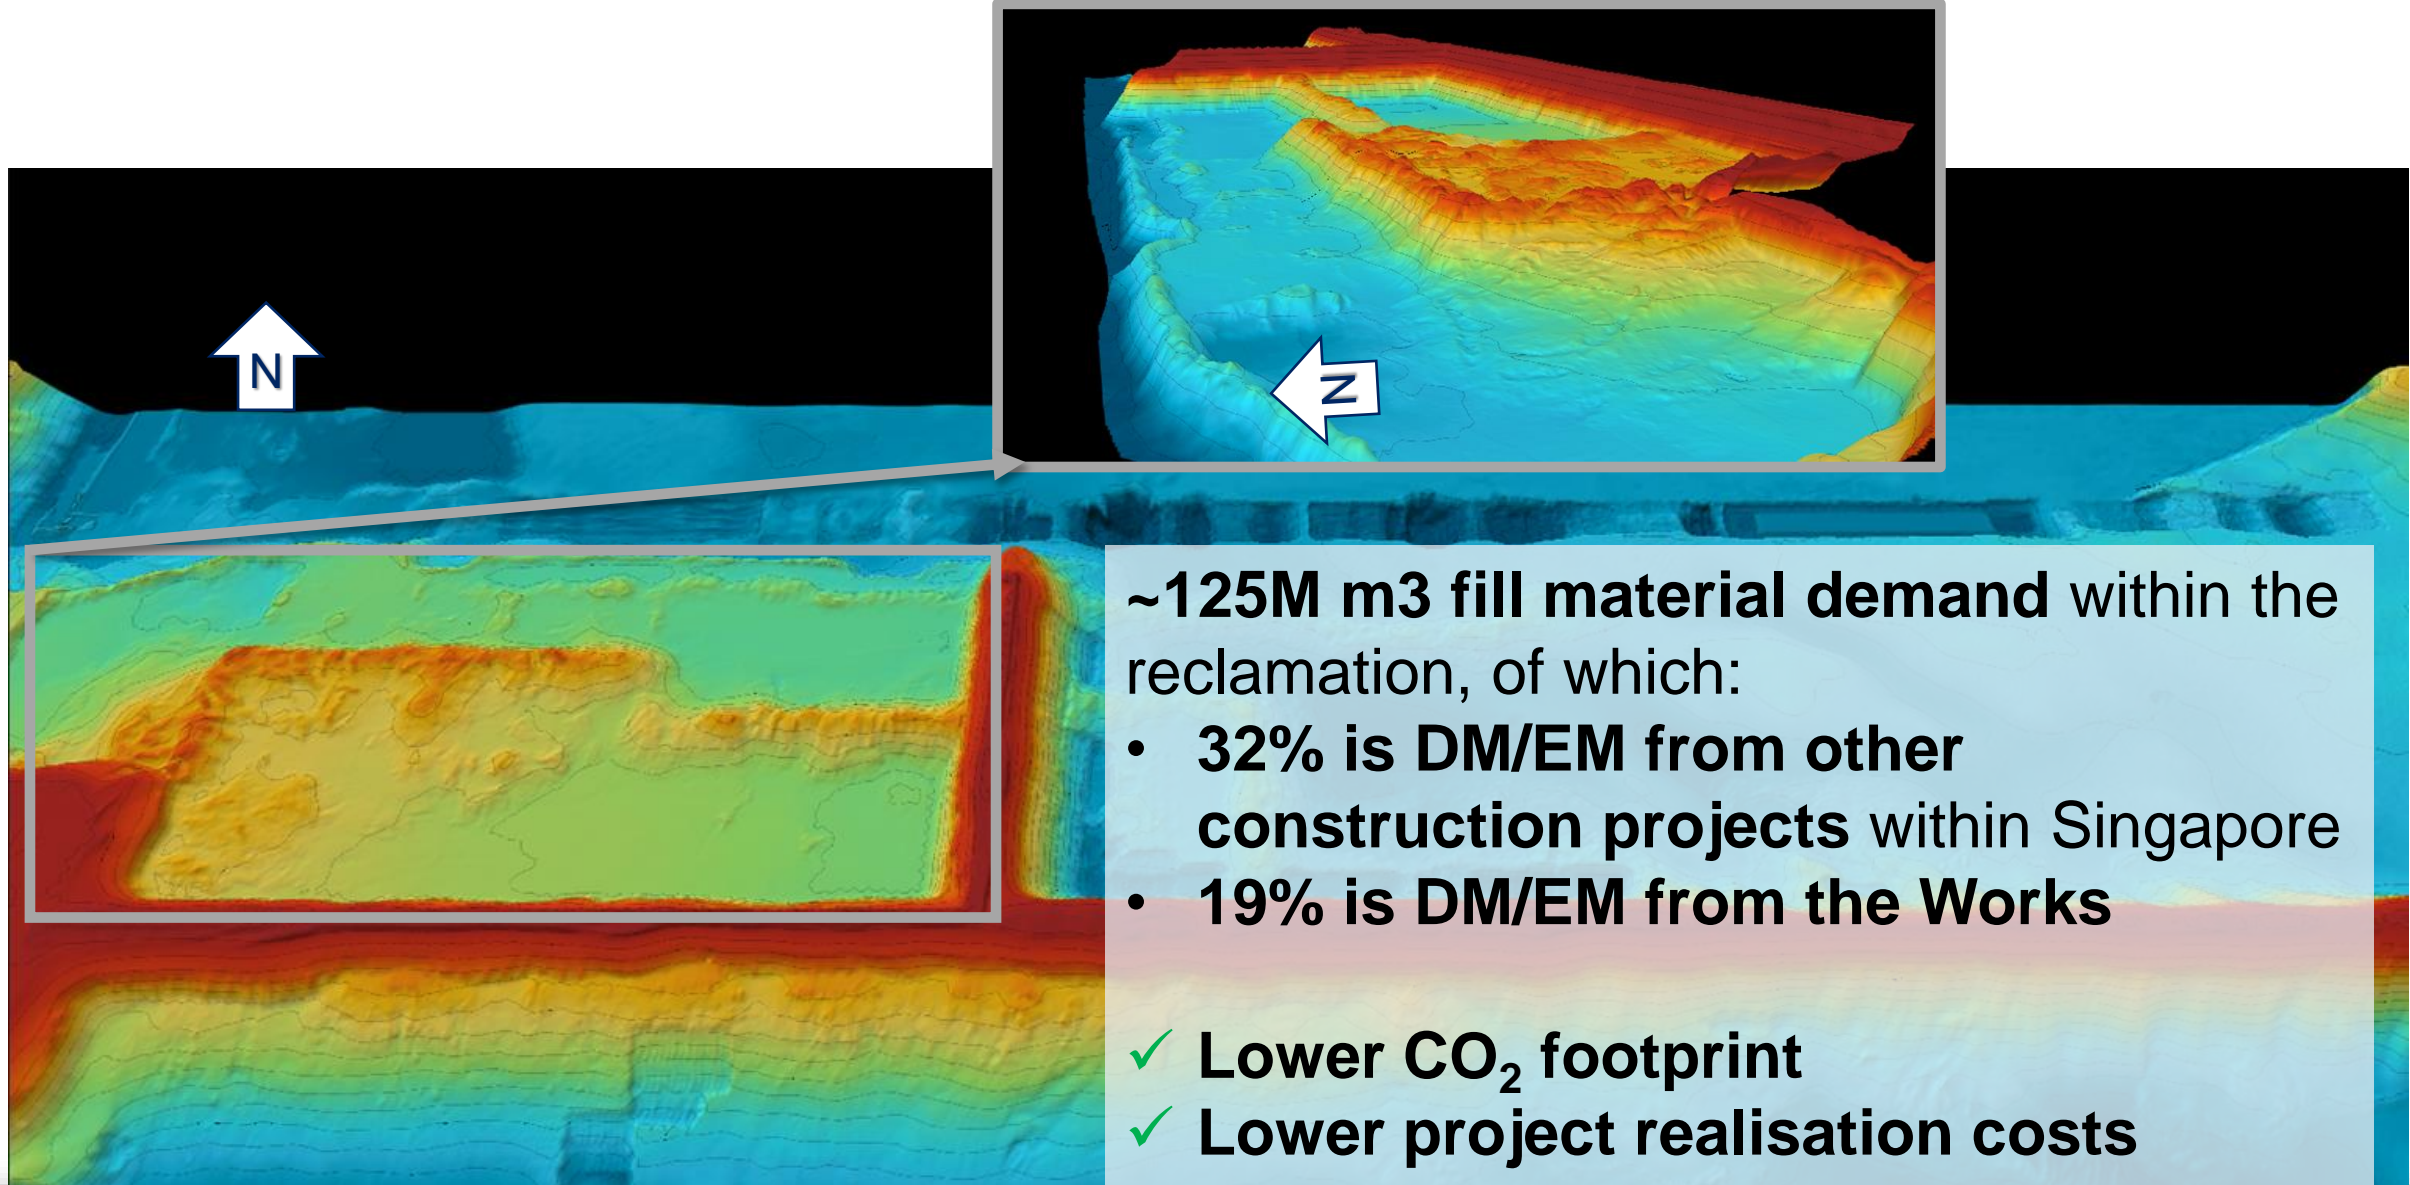 N
N
~125M m3 fill material demand within the
reclamation, of which:
• 32% is DM/EM from other
construction projects within Singapore
• 19% is DM/EM from the Works
✓ Lower CO₂ footprint
✓ Lower project realisation costs